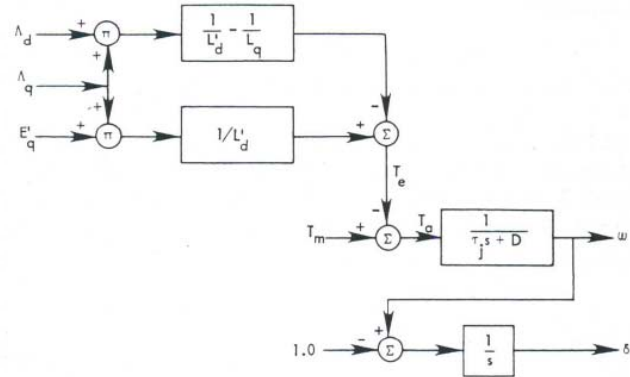 Λd + π + 1/L'd - 1/Lq
Λq + + -
E'q + π 1/L'd + Σ
Te
-
Tm + Σ Ta 1/(τj s + D) ω
+
1.0 - Σ 1/s δ